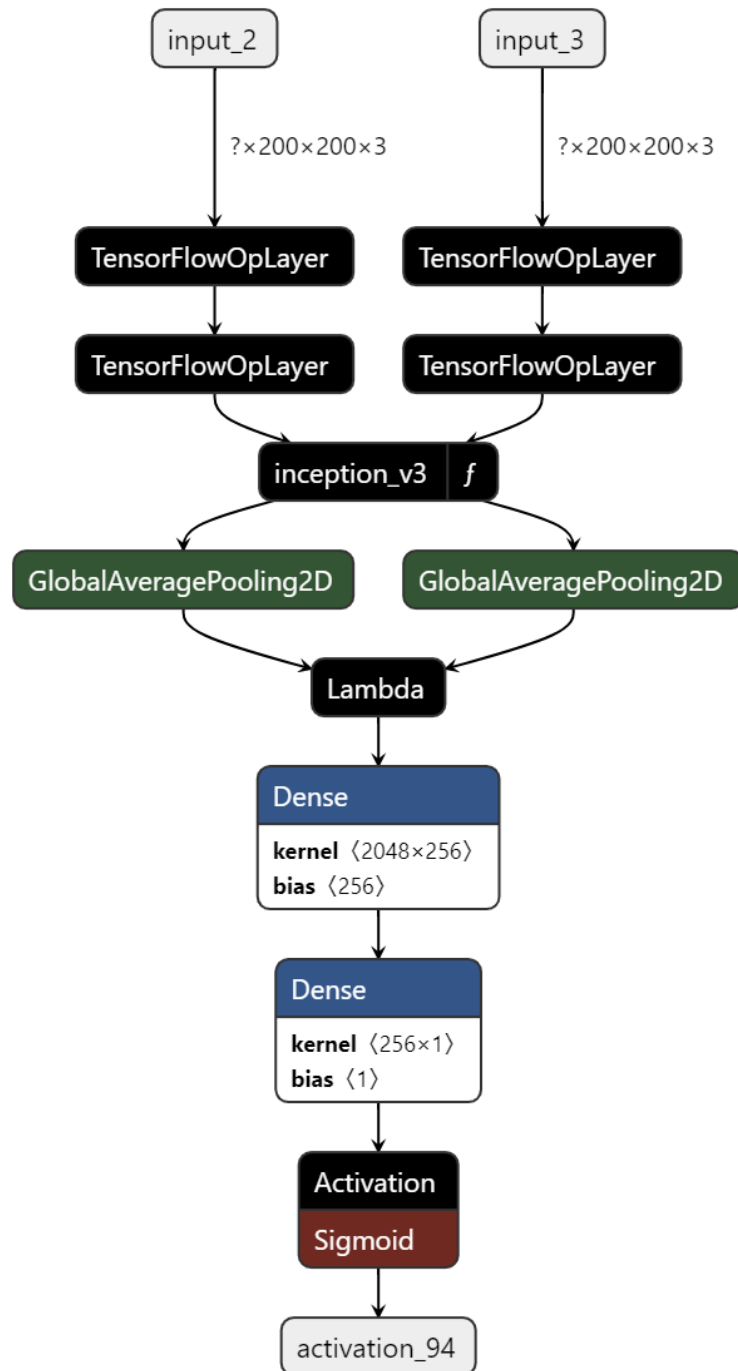 input_2
input_3
?×200×200×3
?×200×200×3
TensorFlowOpLayer
TensorFlowOpLayer
TensorFlowOpLayer
TensorFlowOpLayer
inception_v3 ƒ
GlobalAveragePooling2D
GlobalAveragePooling2D
Lambda
Dense
kernel 〈2048×256〉
bias 〈256〉
Dense
kernel 〈256×1〉
bias 〈1〉
Activation
Sigmoid
activation_94